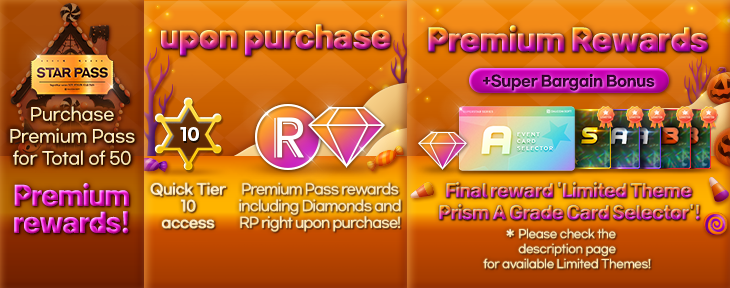 STAR PASS
Purchase
Premium Pass
for Total of 50
Premium
rewards!
upon purchase
10
R
Quick Tier
10
access
Premium Pass rewards
including Diamonds and
RP right upon purchase!
Premium Rewards
+Super Bargain Bonus
A
EVENT
CARD
SELECTOR
S
A
B
Final reward 'Limited Theme
Prism A Grade Card Selector'!
* Please check the
description page
for available Limited Themes!